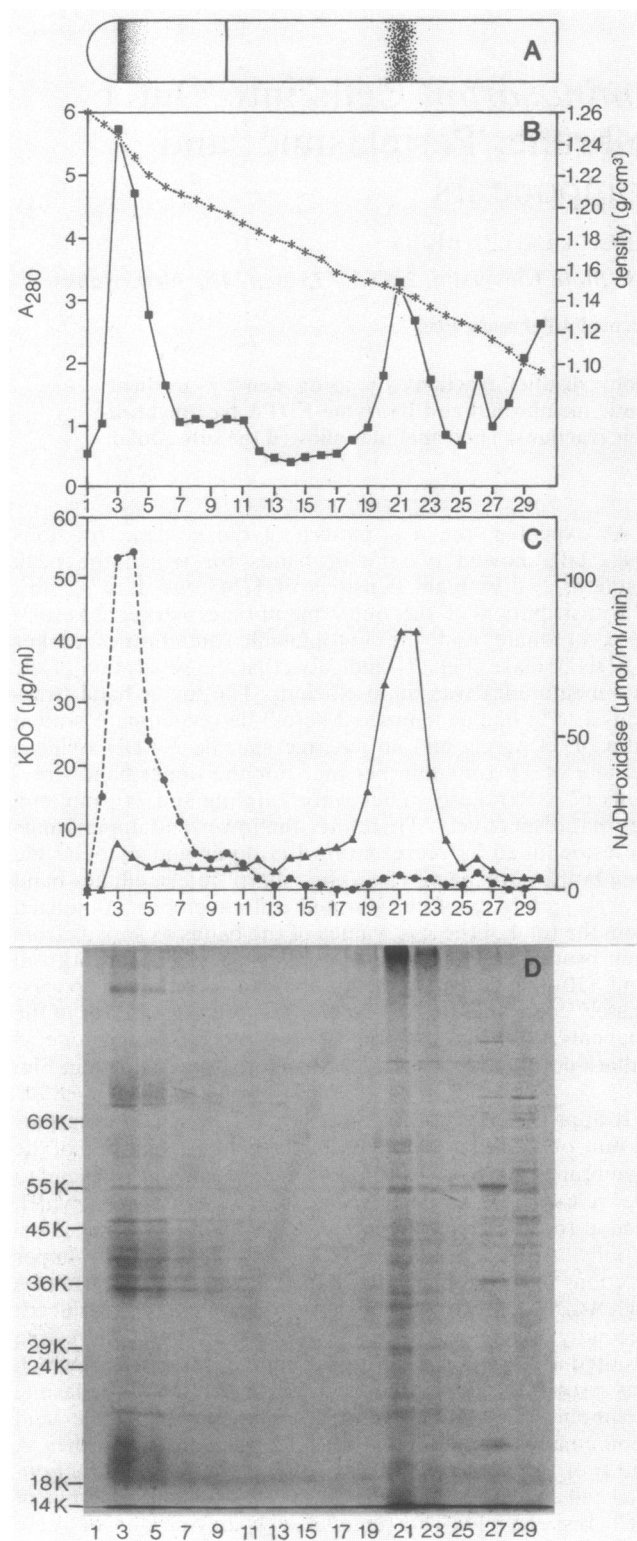 A
B
6
5
4
3
2
1
0
A280
1.26
1.24
1.22
1.20
1.18
1.16
1.14
1.12
1.10
density (g/cm³)
1 3 5 7 9 11 13 15 17 19 21 23 25 27 29
C
60
50
40
30
20
10
0
KDO (µg/ml)
100
50
0
NADH-oxidase (µmol/ml/min)
1 3 5 7 9 11 13 15 17 19 21 23 25 27 29
D
66K
55K
45K
36K
29K
24K
18K
14K
1 3 5 7 9 11 13 15 17 19 21 23 25 27 29